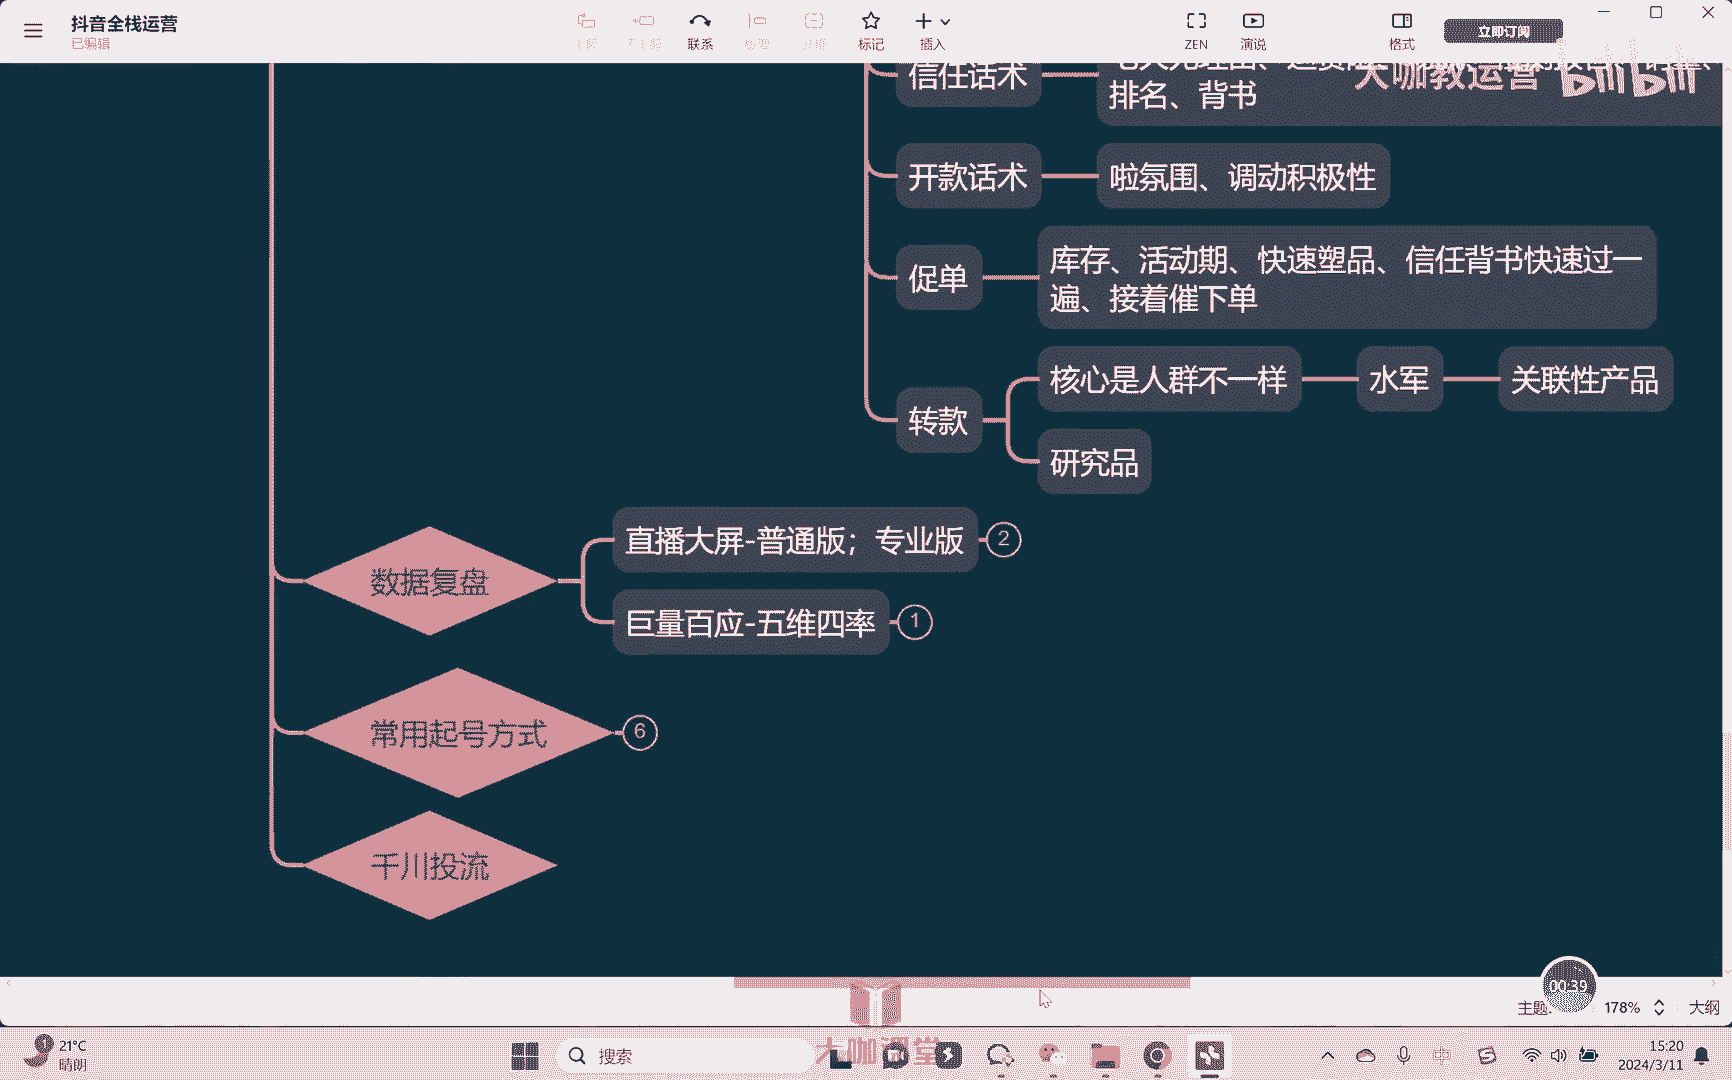 抖音全栈运营
已编辑
联系
标记
插入
ZEN
演说
格式
立即订阅
大咖教运营 bilibili
信任话术
排名、背书
开款话术
啦氛围、调动积极性
促单
库存、活动期、快速塑品、信任背书快速过一
遍、接着催下单
转款
核心是人群不一样
水军
关联性产品
研究品
数据复盘
直播大屏-普通版；专业版
2
巨量百应-五维四率
1
常用起号方式
6
千川投流
00:39
主题:
178%
大纲
大咖课堂
1
21°C
晴朗
搜索
中
15:20
2024/3/11